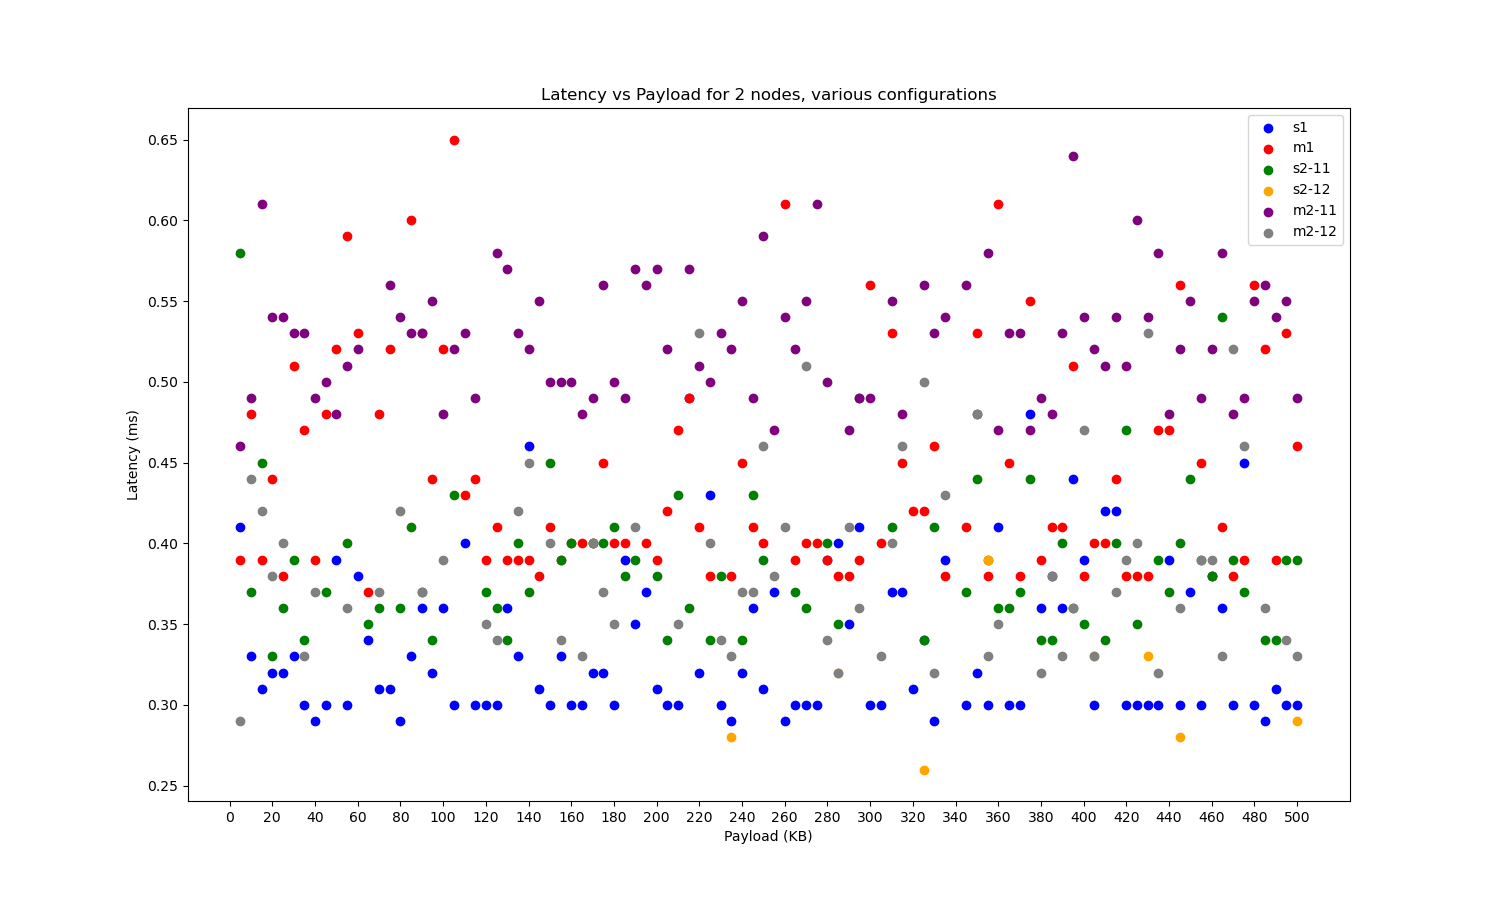 Latency vs Payload for 2 nodes, various configurations
0.65
0.60
0.55
0.50
0.45
0.40
0.35
0.30
0.25
Latency (ms)
s1
m1
s2-11
s2-12
m2-11
m2-12
0 20 40 60 80 100 120 140 160 180 200 220 240 260 280 300 320 340 360 380 400 420 440 460 480 500
Payload (KB)